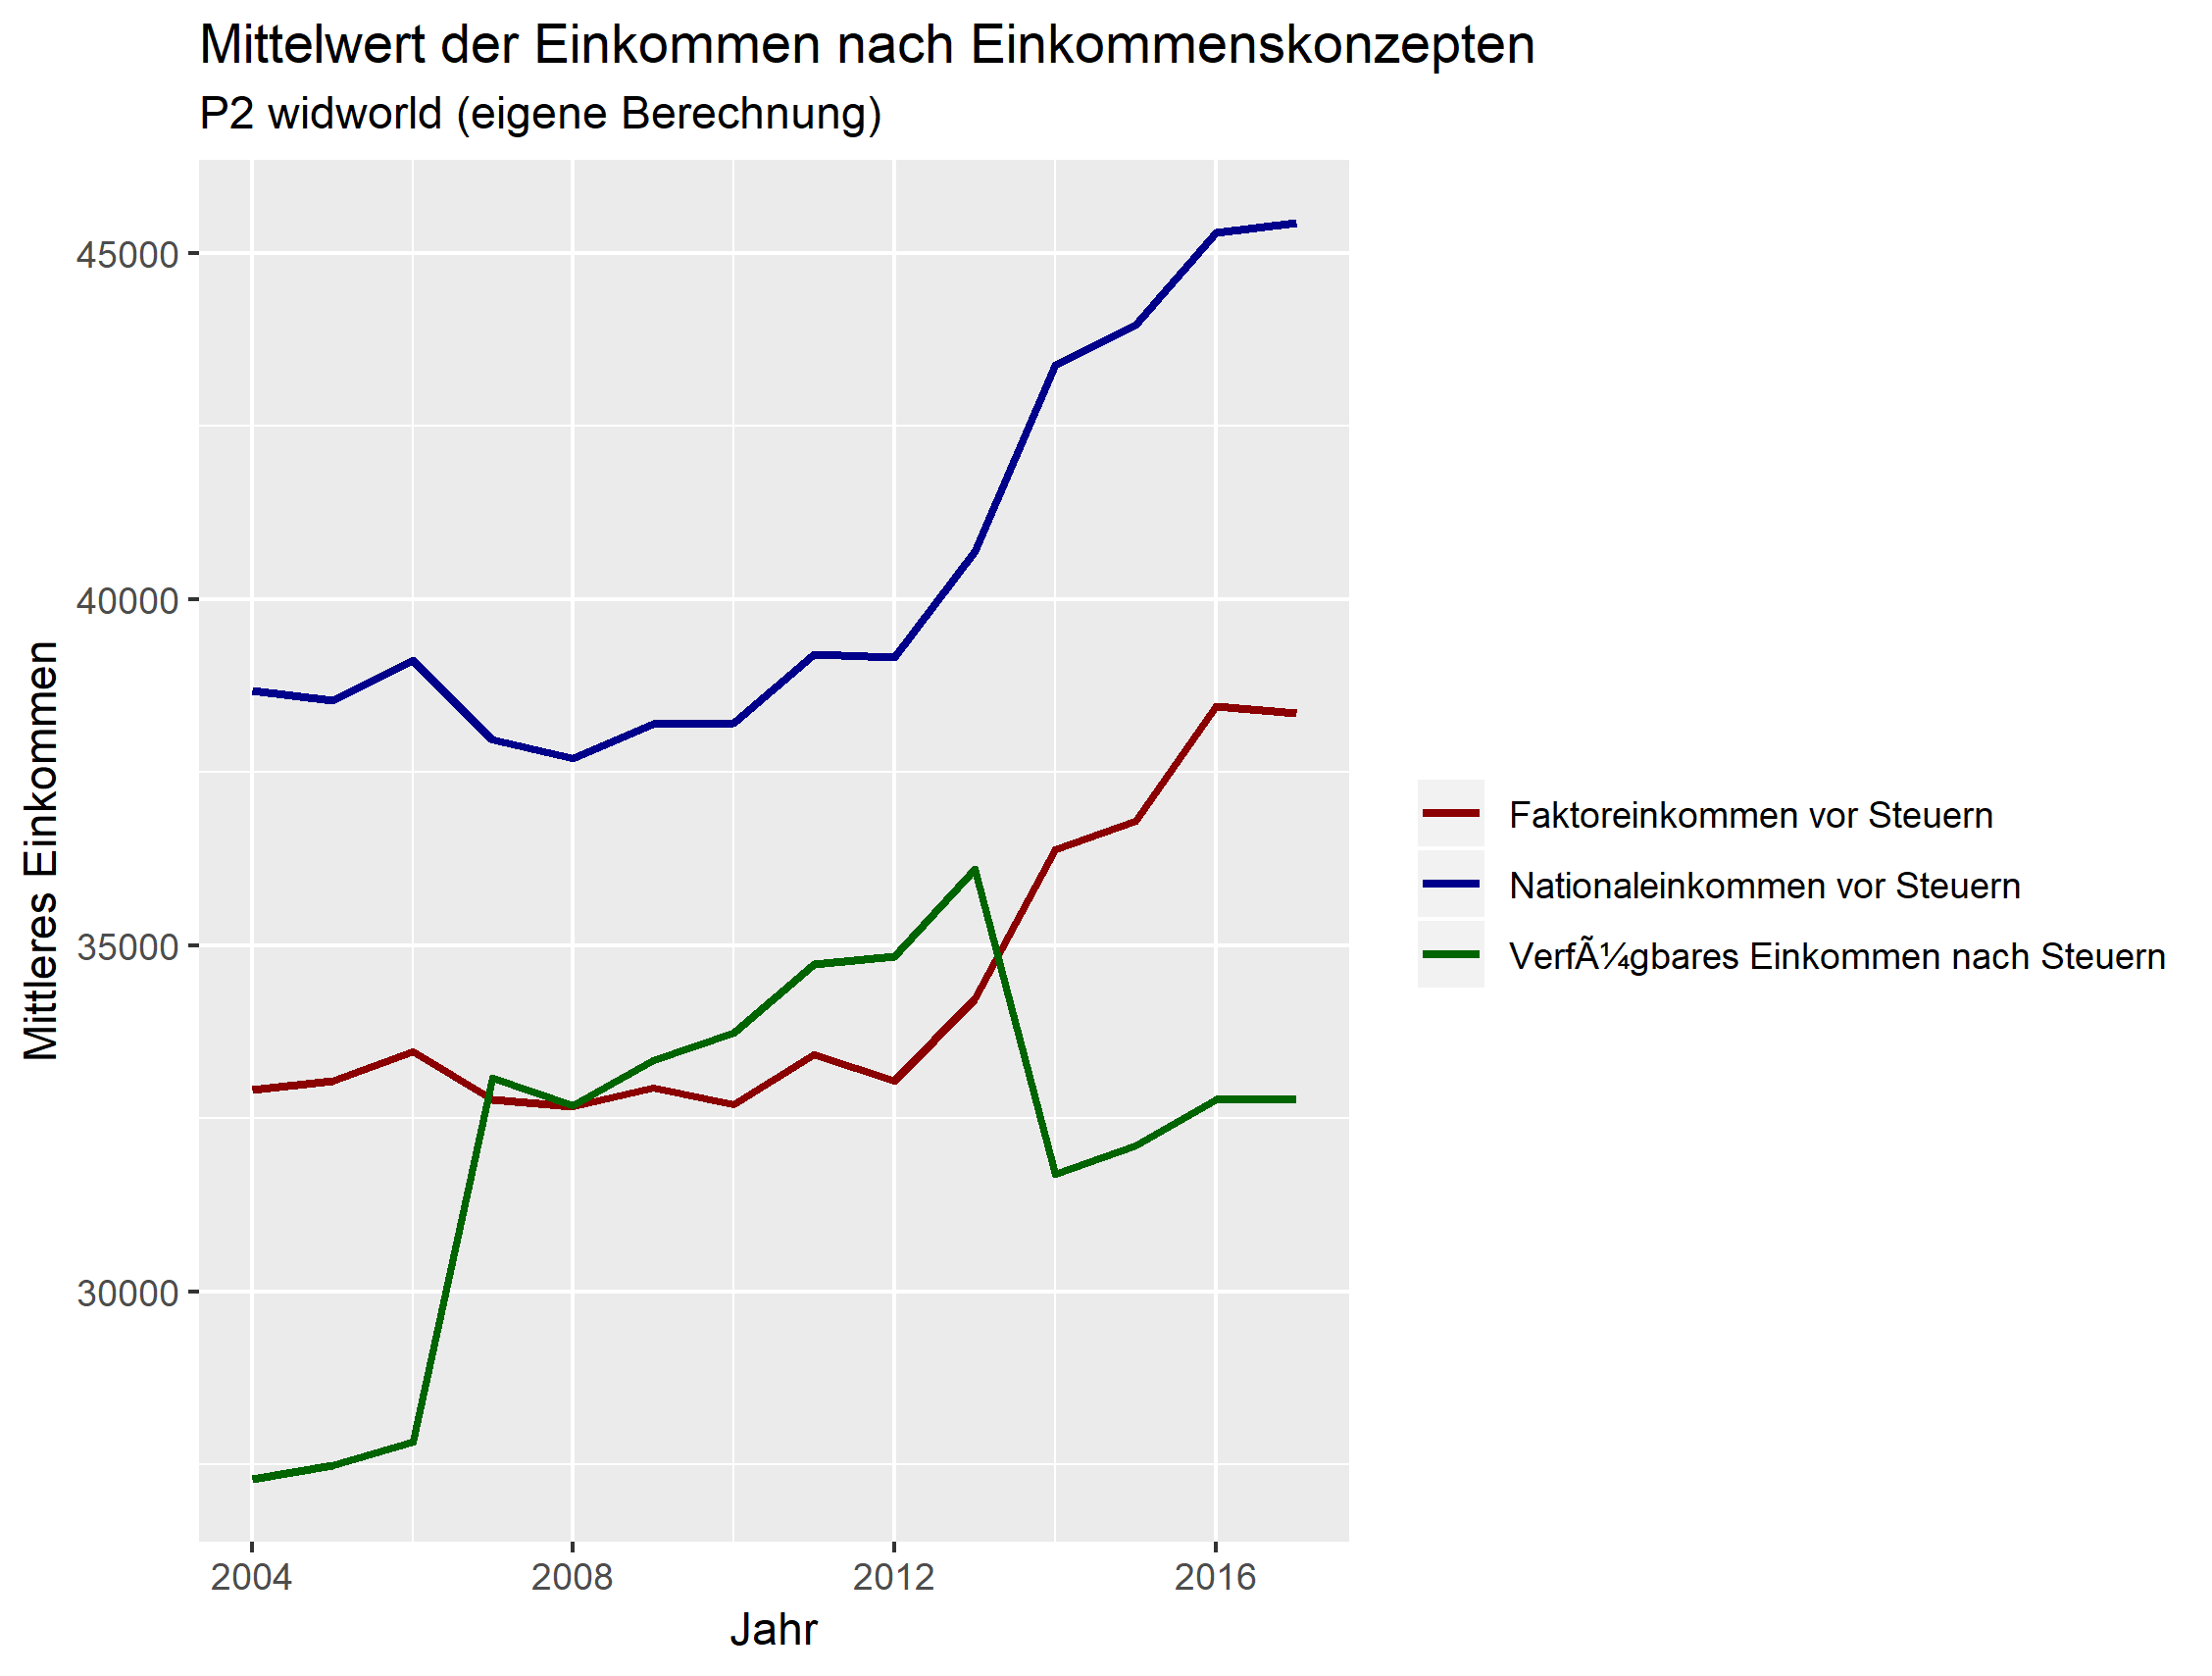 Mittelwert der Einkommen nach Einkommenskonzepten
P2 widworld (eigene Berechnung)
Mittleres Einkommen
45000
40000
35000
30000
2004
2008
2012
2016
Jahr
Faktoreinkommen vor Steuern
Nationaleinkommen vor Steuern
VerfÃ¼gbares Einkommen nach Steuern